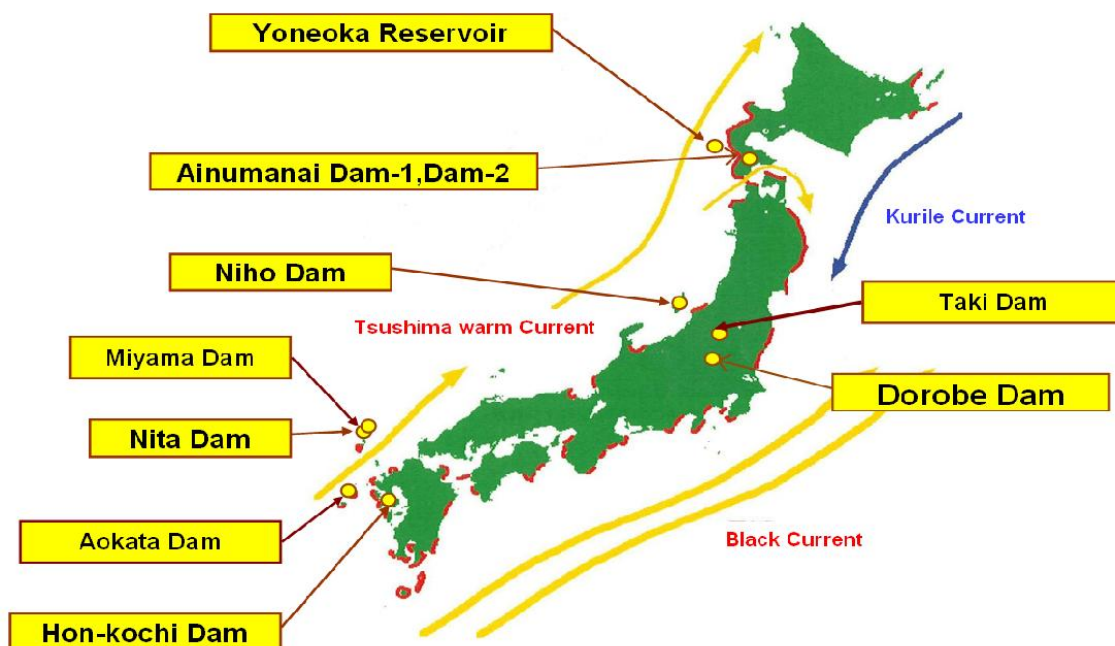 Yoneoka Reservoir
Ainumanai Dam-1,Dam-2
Kurile Current
Niho Dam
Taki Dam
Tsushima warm Current
Miyama Dam
Dorobe Dam
Nita Dam
Aokata Dam
Black Current
Hon-kochi Dam